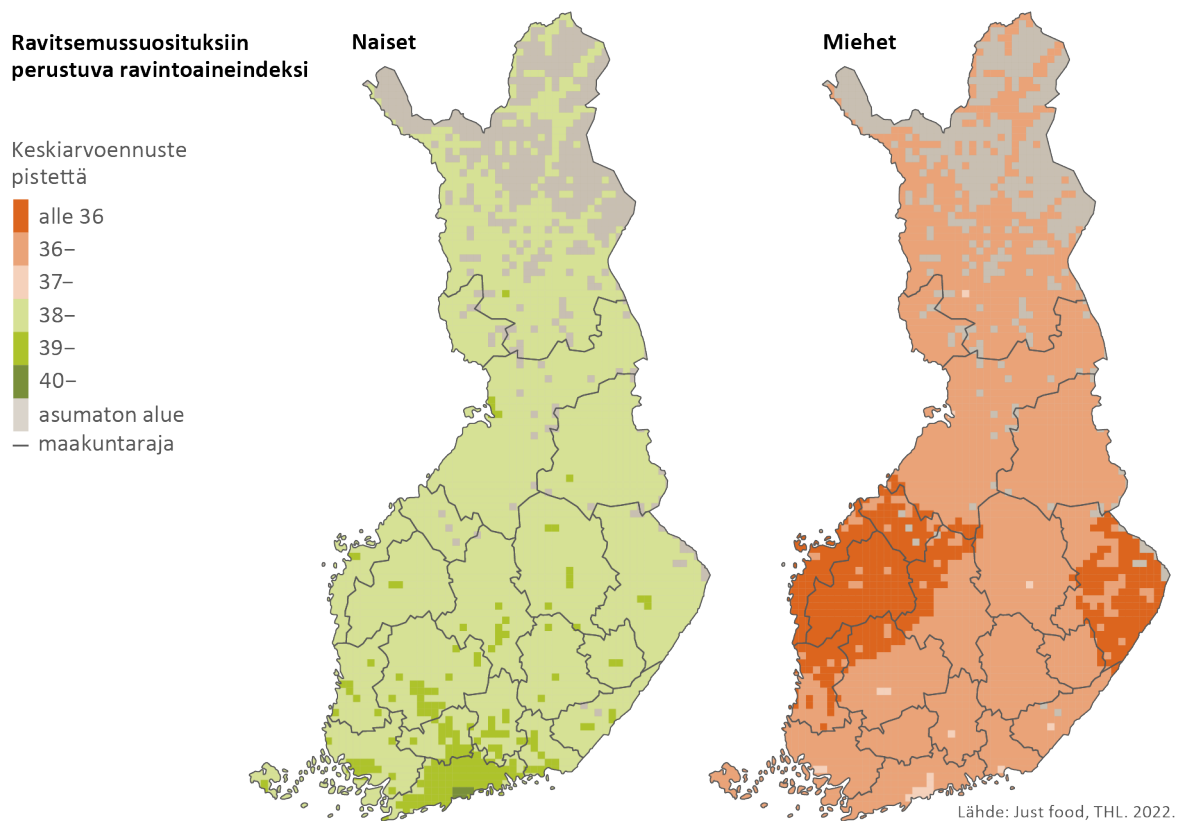 Ravitsemussuosituksiin
perustuva ravintoaineindeksi
Naiset
Miehet
Keskiarvoennuste
pistettä
alle 36
36–
37–
38–
39–
40–
asumaton alue
maakuntaraja
Lähde: Just food, THL. 2022.